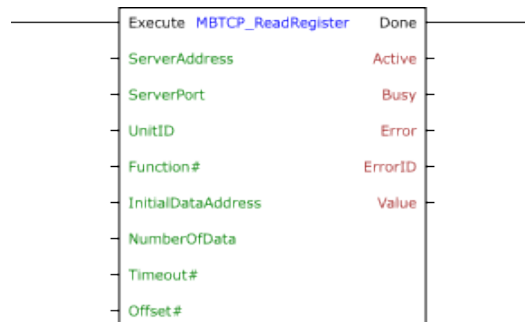 Execute MBTCP_ReadRegister Done
ServerAddress Active
ServerPort Busy
UnitID Error
Function# ErrorID
InitialDataAddress Value
NumberOfData
Timeout#
Offset#